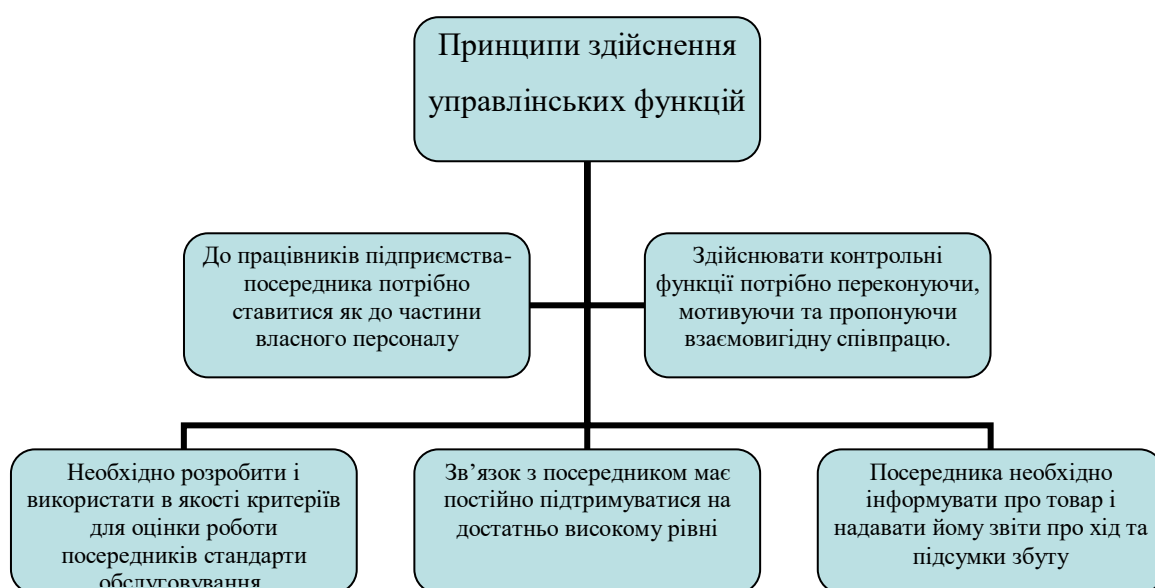 Принципи здійснення
управлінських функцій
До працівників підприємства-
посередника потрібно
ставитися як до частини
власного персоналу
Здійснювати контрольні
функції потрібно переконуючи,
мотивуючи та пропонуючи
взаємовигідну співпрацю.
Необхідно розробити і
використати в якості критеріїв
для оцінки роботи
посередників стандарти
обслуговування
Зв’язок з посередником має
постійно підтримуватися на
достатньо високому рівні
Посередника необхідно
інформувати про товар і
надавати йому звіти про хід та
підсумки збуту